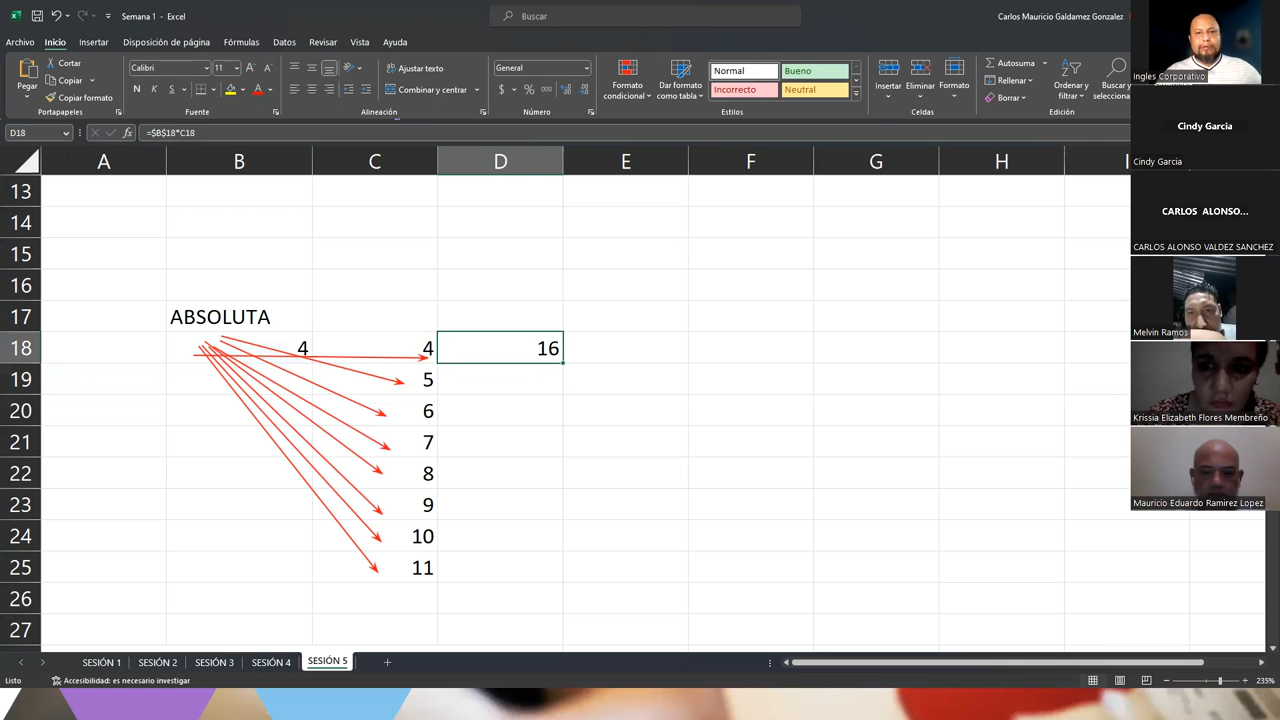 Semana 1 - Excel
Buscar
Carlos Mauricio Galdamez Gonzalez
Archivo Inicio Insertar Disposición de página Fórmulas Datos Revisar Vista Ayuda
Pegar
Cortar
Copiar
Copiar formato
Portapapeles
Calibri 11
N K S
Fuente
Ajustar texto
Combinar y centrar
Alineación
General
$ % 000
Número
Formato condicional
Dar formato como tabla
Normal Bueno
Incorrecto Neutral
Estilos
Insertar Eliminar Formato
Celdas
Autosuma
Rellenar
Borrar
Ordenar y filtrar
Buscar y
Edición
D18
fx
=$B$18*C18
A B C D E F G H I
13
14
15
16
17 ABSOLUTA
18 4 4 16
19 5
20 6
21 7
22 8
23 9
24 10
25 11
26
27
SESIÓN 1 SESIÓN 2 SESIÓN 3 SESIÓN 4 SESIÓN 5
Listo
Accesibilidad: es necesario investigar
235%
Ingles Corporativo
Cindy Garcia
Cindy Garcia
CARLOS ALONSO...
CARLOS ALONSO VALDEZ SANCHEZ
Melvin Ramos
Krissia Elizabeth Flores Membreño
Mauricio Eduardo Ramirez Lopez